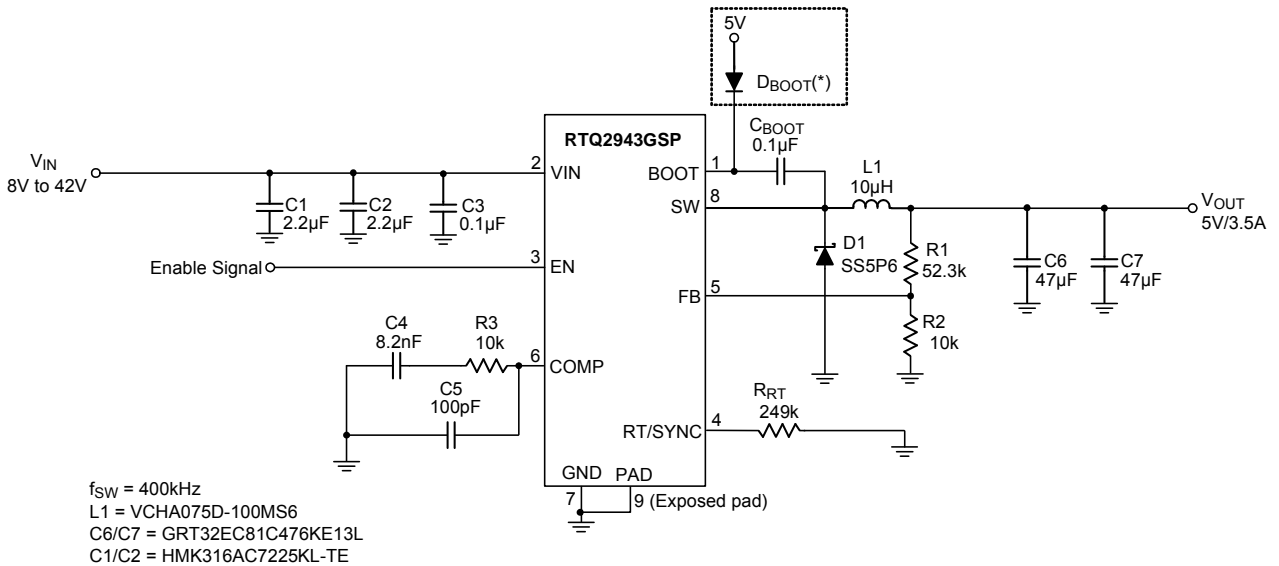 5V
DBOOT(*)
RTQ2943GSP
CBOOT
0.1µF
VIN
8V to 42V
2
VIN
BOOT
1
L1
10µH
SW
8
VOUT
5V/3.5A
C1
2.2µF
C2
2.2µF
C3
0.1µF
D1
SS5P6
R1
52.3k
C6
47µF
C7
47µF
Enable Signal
3
EN
FB
5
R2
10k
C4
8.2nF
R3
10k
6
COMP
C5
100pF
RRT
249k
RT/SYNC
4
GND
PAD
7
9 (Exposed pad)
fSW = 400kHz
L1 = VCHA075D-100MS6
C6/C7 = GRT32EC81C476KE13L
C1/C2 = HMK316AC7225KL-TE